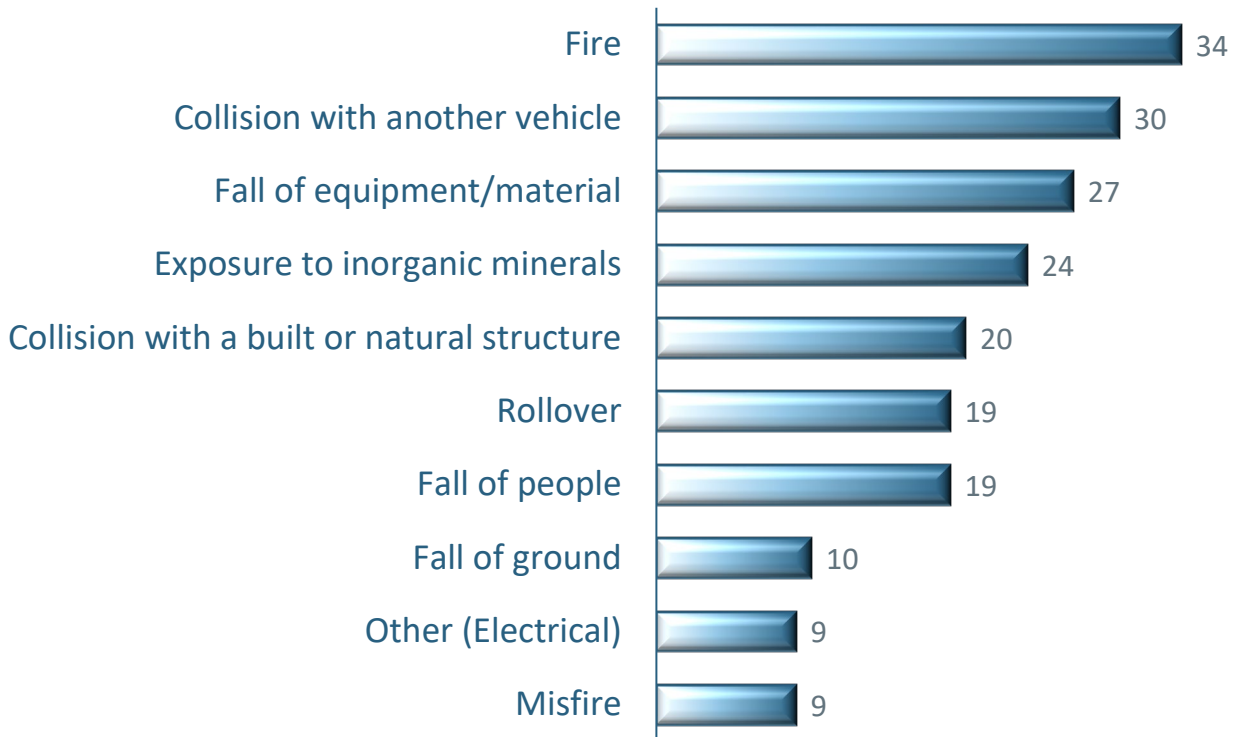 Fire 34
Collision with another vehicle 30
Fall of equipment/material 27
Exposure to inorganic minerals 24
Collision with a built or natural structure 20
Rollover 19
Fall of people 19
Fall of ground 10
Other (Electrical) 9
Misfire 9